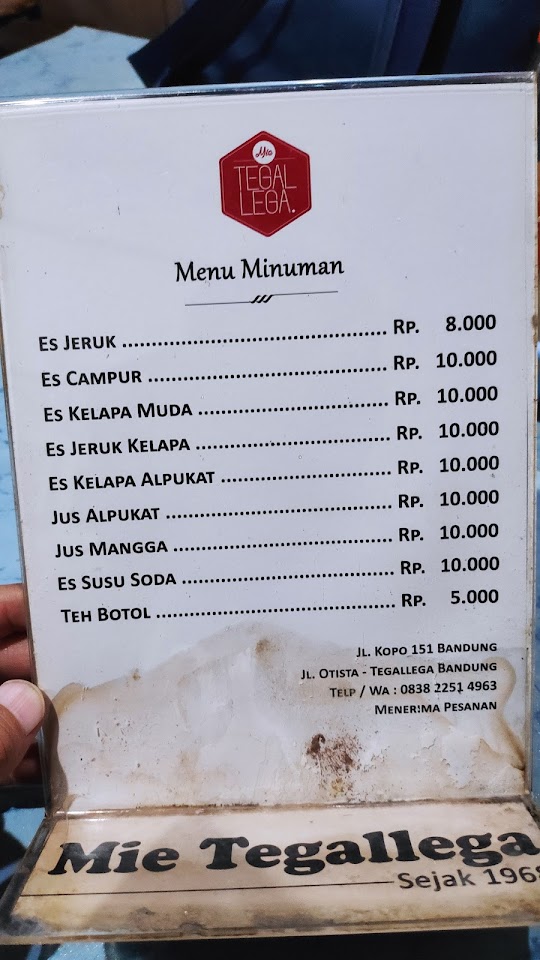 Mie
TEGAL
LEGA.
Menu Minuman
ES JERUK ................................................ RP. 8.000
ES CAMPUR ........................................... RP. 10.000
ES KELAPA MUDA .................................. RP. 10.000
ES JERUK KELAPA ................................... RP. 10.000
ES KELAPA ALPUKAT .............................. RP. 10.000
JUS ALPUKAT ........................................ RP. 10.000
JUS MANGGA ....................................... RP. 10.000
ES SUSU SODA ..................................... RP. 10.000
TEH BOTOL .......................................... RP. 5.000
JL. KOPO 151 BANDUNG
JL. OTISTA - TEGALLEGA BANDUNG
TELP / WA : 0838 2251 4963
MENERIMA PESANAN
Mie Tegallega
Sejak 1968